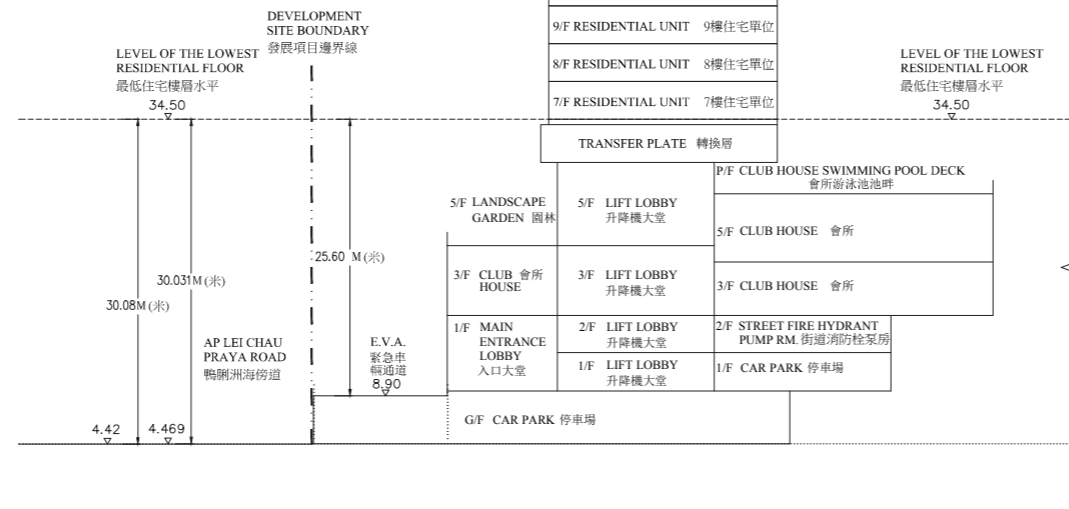 DEVELOPMENT
SITE BOUNDARY
發展項目邊界線
LEVEL OF THE LOWEST
RESIDENTIAL FLOOR
最低住宅樓層水平
34.50
9/F RESIDENTIAL UNIT 9樓住宅單位
8/F RESIDENTIAL UNIT 8樓住宅單位
7/F RESIDENTIAL UNIT 7樓住宅單位
LEVEL OF THE LOWEST
RESIDENTIAL FLOOR
最低住宅樓層水平
34.50
TRANSFER PLATE 轉換層
P/F CLUB HOUSE SWIMMING POOL DECK
會所游泳池池畔
5/F LANDSCAPE
GARDEN 園林
5/F LIFT LOBBY
升降機大堂
5/F CLUB HOUSE 會所
25.60 M(米)
30.031M(米)
30.08M(米)
3/F CLUB 會所
HOUSE
3/F LIFT LOBBY
升降機大堂
3/F CLUB HOUSE 會所
AP LEI CHAU
PRAYA ROAD
鴨脷洲海傍道
E.V.A.
緊急車
輛通道
8.90
1/F MAIN
ENTRANCE
LOBBY
入口大堂
2/F LIFT LOBBY
升降機大堂
2/F STREET FIRE HYDRANT
PUMP RM. 街道消防栓泵房
1/F LIFT LOBBY
升降機大堂
1/F CAR PARK 停車場
G/F CAR PARK 停車場
4.42
4.469